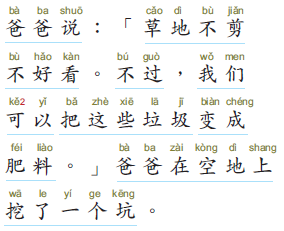 bà ba shuō cǎo dì bù jiǎn
爸爸说：「草地不剪
bù hǎo kàn bú guò wǒ men
不好看。不过，我们
kě2 yǐ bǎ zhè xiē lā jī biàn chéng
可以把这些垃圾变成
féi liào bà ba zài kòng dì shang
肥料。」爸爸在空地上
wā le yí ge kēng
挖了一个坑。